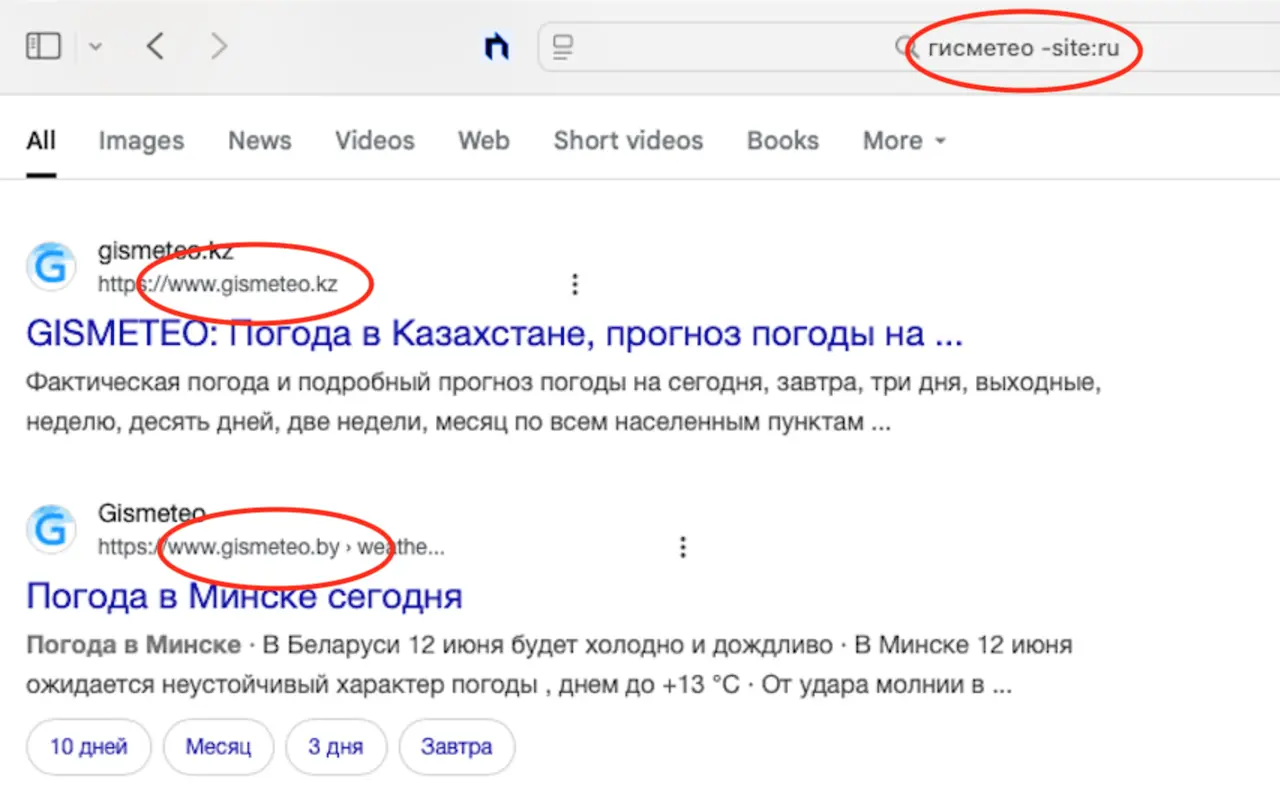 гисметео -site:ru
All Images News Videos Web Short videos Books More
gismeteo.kz
https://www.gismeteo.kz
GISMETEO: Погода в Казахстане, прогноз погоды на ...
Фактическая погода и подробный прогноз погоды на сегодня, завтра, три дня, выходные,
неделю, десять дней, две недели, месяц по всем населенным пунктам ...
Gismeteo
https://www.gismeteo.by › weathe...
Погода в Минске сегодня
Погода в Минске · В Беларуси 12 июня будет холодно и дождливо · В Минске 12 июня
ожидается неустойчивый характер погоды , днем до +13 °C · От удара молнии в ...
10 дней Месяц 3 дня Завтра